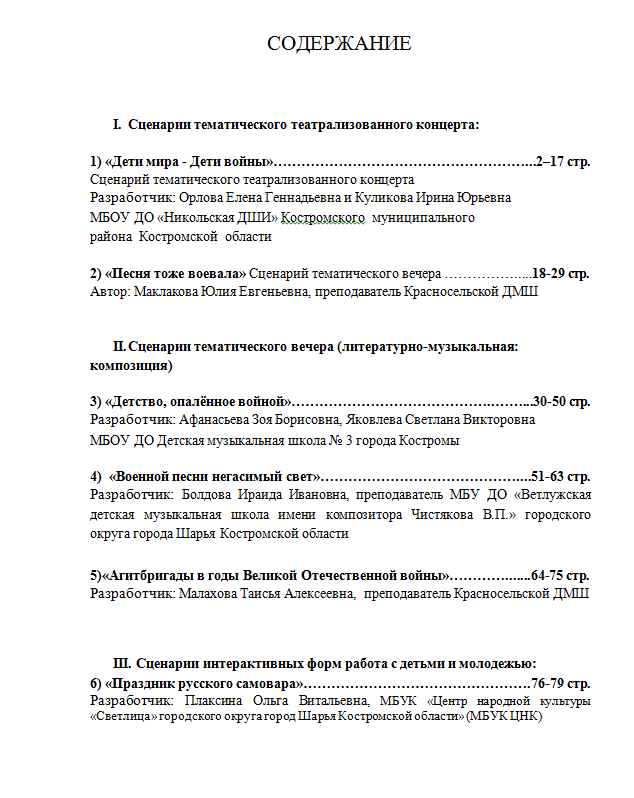 СОДЕРЖАНИЕ
I. Сценарии тематического театрализованного концерта:
1) «Дети мира - Дети войны»……………………………………………...2–17 стр.
Сценарий тематического театрализованного концерта
Разработчик: Орлова Елена Геннадьевна и Куликова Ирина Юрьевна
МБОУ ДО «Никольская ДШИ» Костромского муниципального
района Костромской области
2) «Песня тоже воевала» Сценарий тематического вечера ……………......18-29 стр.
Автор: Маклакова Юлия Евгеньевна, преподаватель Красносельской ДМШ
II. Сценарии тематического вечера (литературно-музыкальная:
композиция)
3) «Детство, опалённое войной»…………………………………….……...30-50 стр.
Разработчик: Афанасьева Зоя Борисовна, Яковлева Светлана Викторовна
МБОУ ДО Детская музыкальная школа № 3 города Костромы
4) «Военной песни негасимый свет»…………………………………….....51-63 стр.
Разработчик: Болдова Ираида Ивановна, преподаватель МБУ ДО «Ветлужская
детская музыкальная школа имени композитора Чистякова В.П.» городского
округа города Шарья Костромской области
5)«Агитбригады в годы Великой Отечественной войны»………….......64-75 стр.
Разработчик: Малахова Таисья Алексеевна, преподаватель Красносельской ДМШ
III. Сценарии интерактивных форм работа с детьми и молодежью:
6) «Праздник русского самовара»………………………………………….76-79 стр.
Разработчик: Плаксина Ольга Витальевна, МБУК «Центр народной культуры
«Светлица» городского округа город Шарья Костромской области» (МБУК ЦНК)